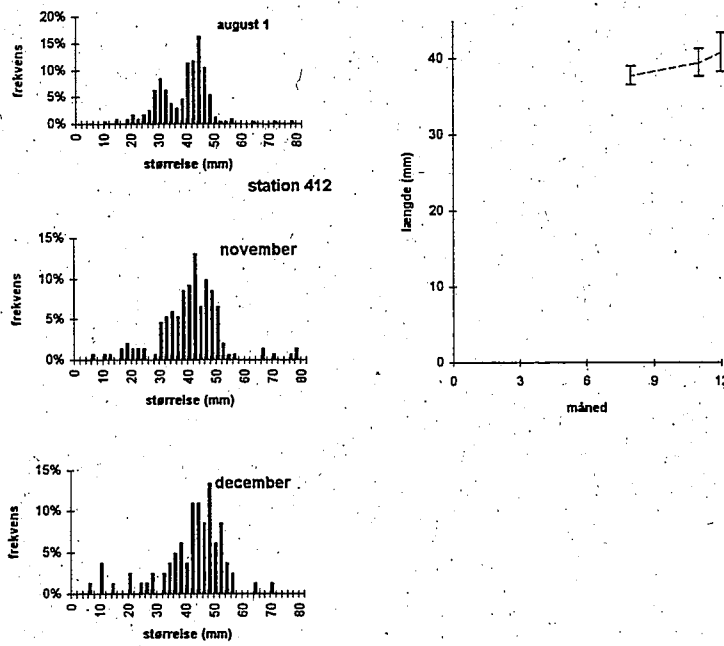 august 1
frekvens
20%
15%
10%
5%
0%
0 10 20 30 40 50 60 70 80
størrelse (mm)
station 412
november
frekvens
15%
10%
5%
0%
0 10 20 30 40 50 60 70 80
størrelse (mm)
december
frekvens
15%
10%
5%
0%
0 10 20 30 40 50 60 70 80
størrelse (mm)
længde (mm)
40
30
20
10
0
0 3 6 9 12
måned